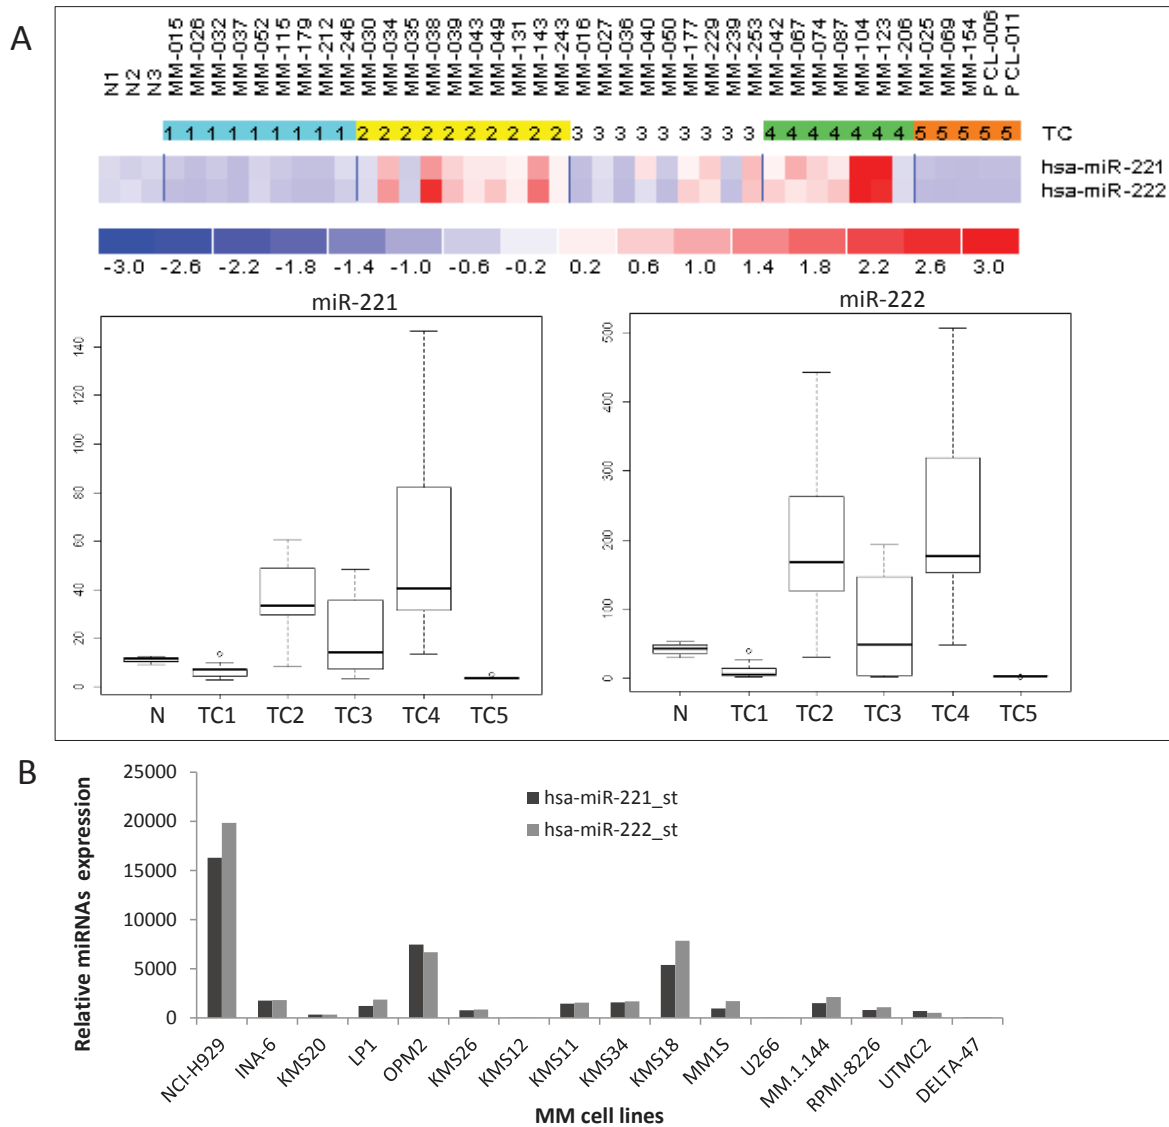 A
N1 N2 N3 MM-015 MM-026 MM-032 MM-037 MM-052 MM-115 MM-179 MM-212 MM-246 MM-030 MM-034 MM-035 MM-038 MM-039 MM-043 MM-049 MM-131 MM-143 MM-243 MM-016 MM-027 MM-036 MM-040 MM-050 MM-177 MM-229 MM-239 MM-253 MM-042 MM-067 MM-074 MM-087 MM-104 MM-123 MM-206 MM-025 MM-069 MM-154 PCL-006 PCL-011
1 1 1 1 1 1 1 1 1 2 2 2 2 2 2 2 2 2 2 3 3 3 3 3 3 3 3 3 4 4 4 4 4 4 4 5 5 5 5 5 TC
hsa-miR-221
hsa-miR-222
-3.0 -2.6 -2.2 -1.8 -1.4 -1.0 -0.6 -0.2 0.2 0.6 1.0 1.4 1.8 2.2 2.6 3.0
miR-221
140
120
100
80
60
40
20
0
N TC1 TC2 TC3 TC4 TC5
miR-222
500
400
300
200
100
0
N TC1 TC2 TC3 TC4 TC5
B
Relative miRNAs expression
25000
20000
15000
10000
5000
0
hsa-miR-221_st
hsa-miR-222_st
NCI-H929 INA-6 KMS20 LP1 OPM2 KMS26 KMS12 KMS11 KMS34 KMS18 MM1S U266 MM.1.144 RPMI-8226 UTMC2 DELTA-47
MM cell lines